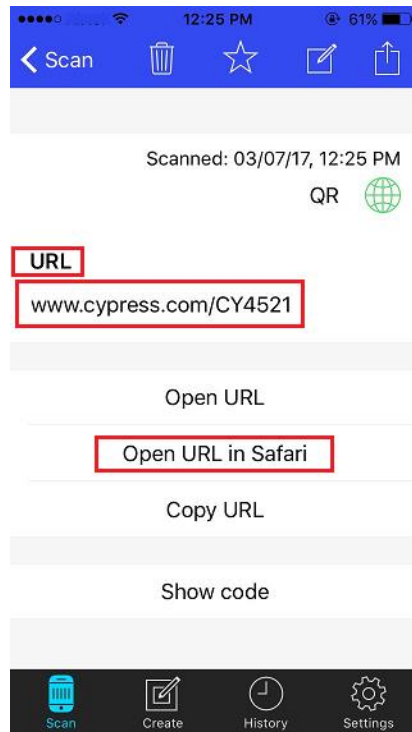 12:25 PM
61%
Scan
Scanned: 03/07/17, 12:25 PM
QR
URL
www.cypress.com/CY4521
Open URL
Open URL in Safari
Copy URL
Show code
Scan Create History Settings